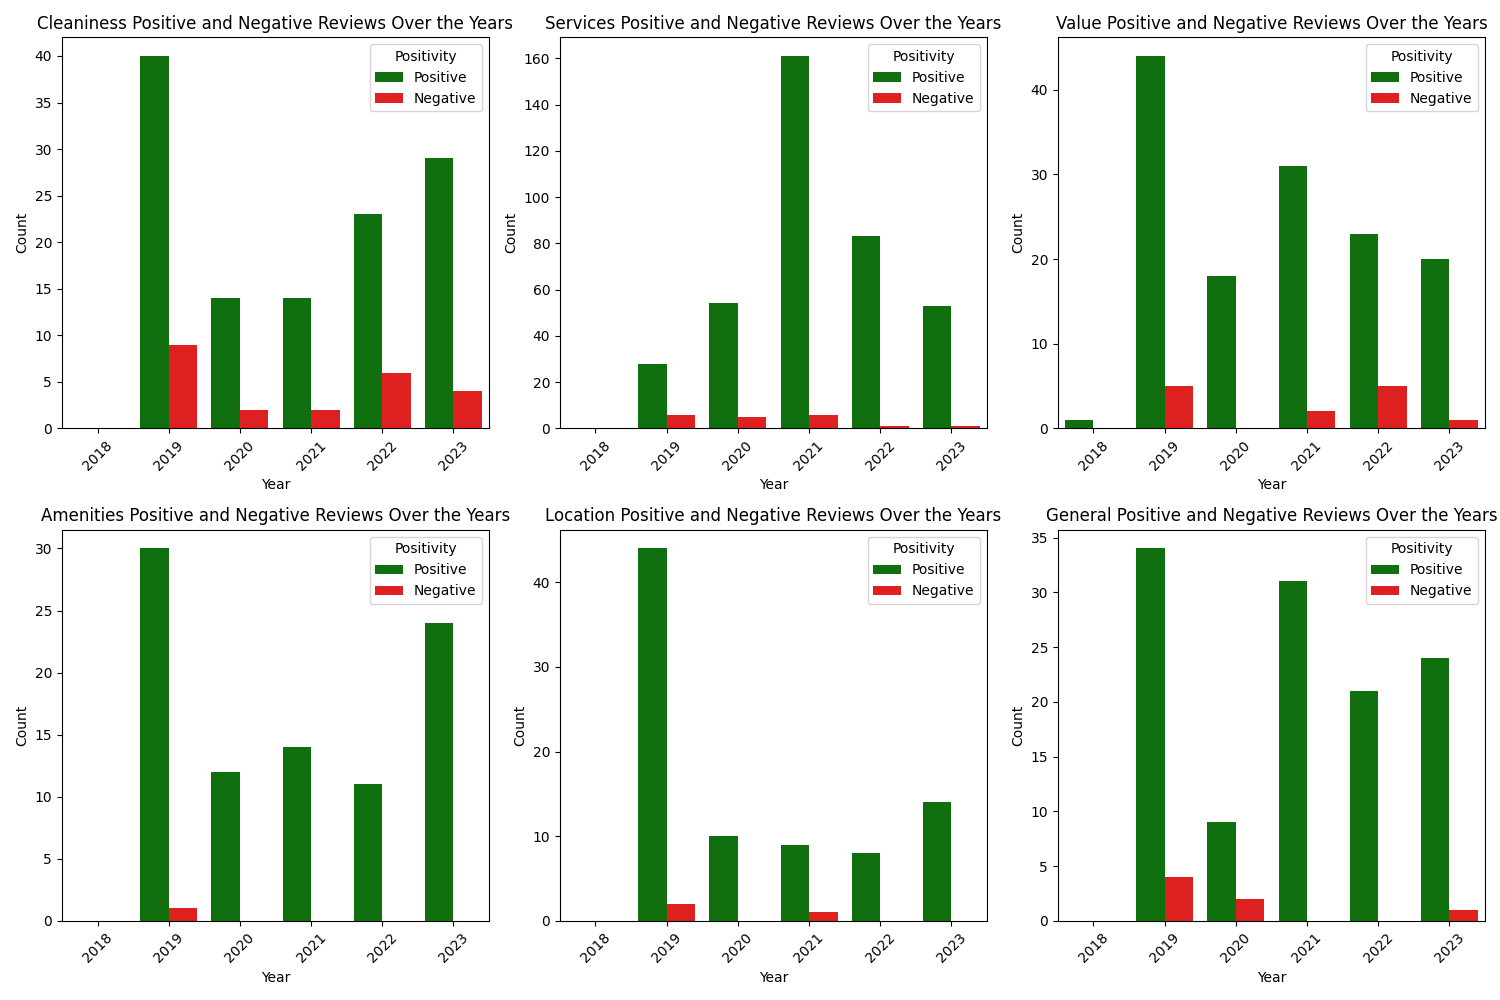 Cleaniness Positive and Negative Reviews Over the Years
Positivity
Positive
Negative
40
35
30
25
20
15
10
5
0
Count
2018
2019
2020
2021
2022
2023
Year
Services Positive and Negative Reviews Over the Years
Positivity
Positive
Negative
160
140
120
100
80
60
40
20
0
Count
2018
2019
2020
2021
2022
2023
Year
Value Positive and Negative Reviews Over the Years
Positivity
Positive
Negative
40
30
20
10
0
Count
2018
2019
2020
2021
2022
2023
Year
Amenities Positive and Negative Reviews Over the Years
Positivity
Positive
Negative
30
25
20
15
10
5
0
Count
2018
2019
2020
2021
2022
2023
Year
Location Positive and Negative Reviews Over the Years
Positivity
Positive
Negative
40
30
20
10
0
Count
2018
2019
2020
2021
2022
2023
Year
General Positive and Negative Reviews Over the Years
Positivity
Positive
Negative
35
30
25
20
15
10
5
0
Count
2018
2019
2020
2021
2022
2023
Year